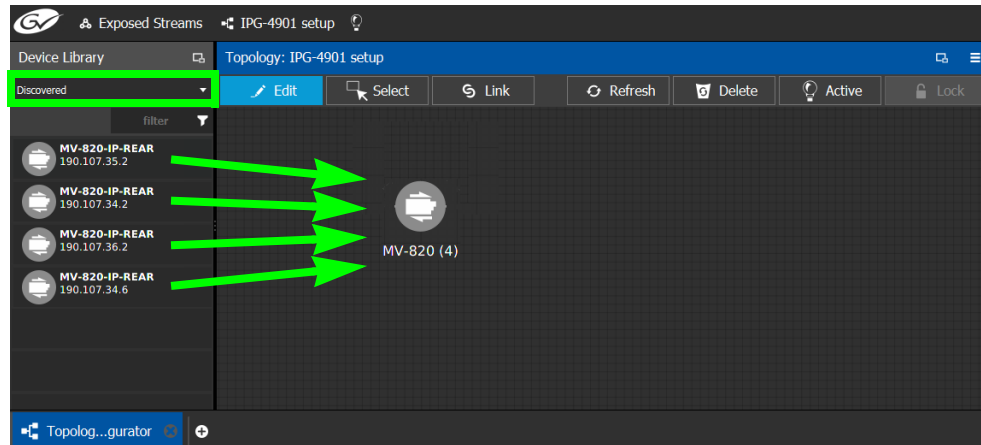 GV Exposed Streams IPG-4901 setup
Device Library
Topology: IPG-4901 setup
Discovered
Edit Select Link Refresh Delete Active Lock
filter
MV-820-IP-REAR
190.107.35.2
MV-820-IP-REAR
190.107.34.2
MV-820-IP-REAR
190.107.36.2
MV-820-IP-REAR
190.107.34.6
MV-820 (4)
Topolog...gurator